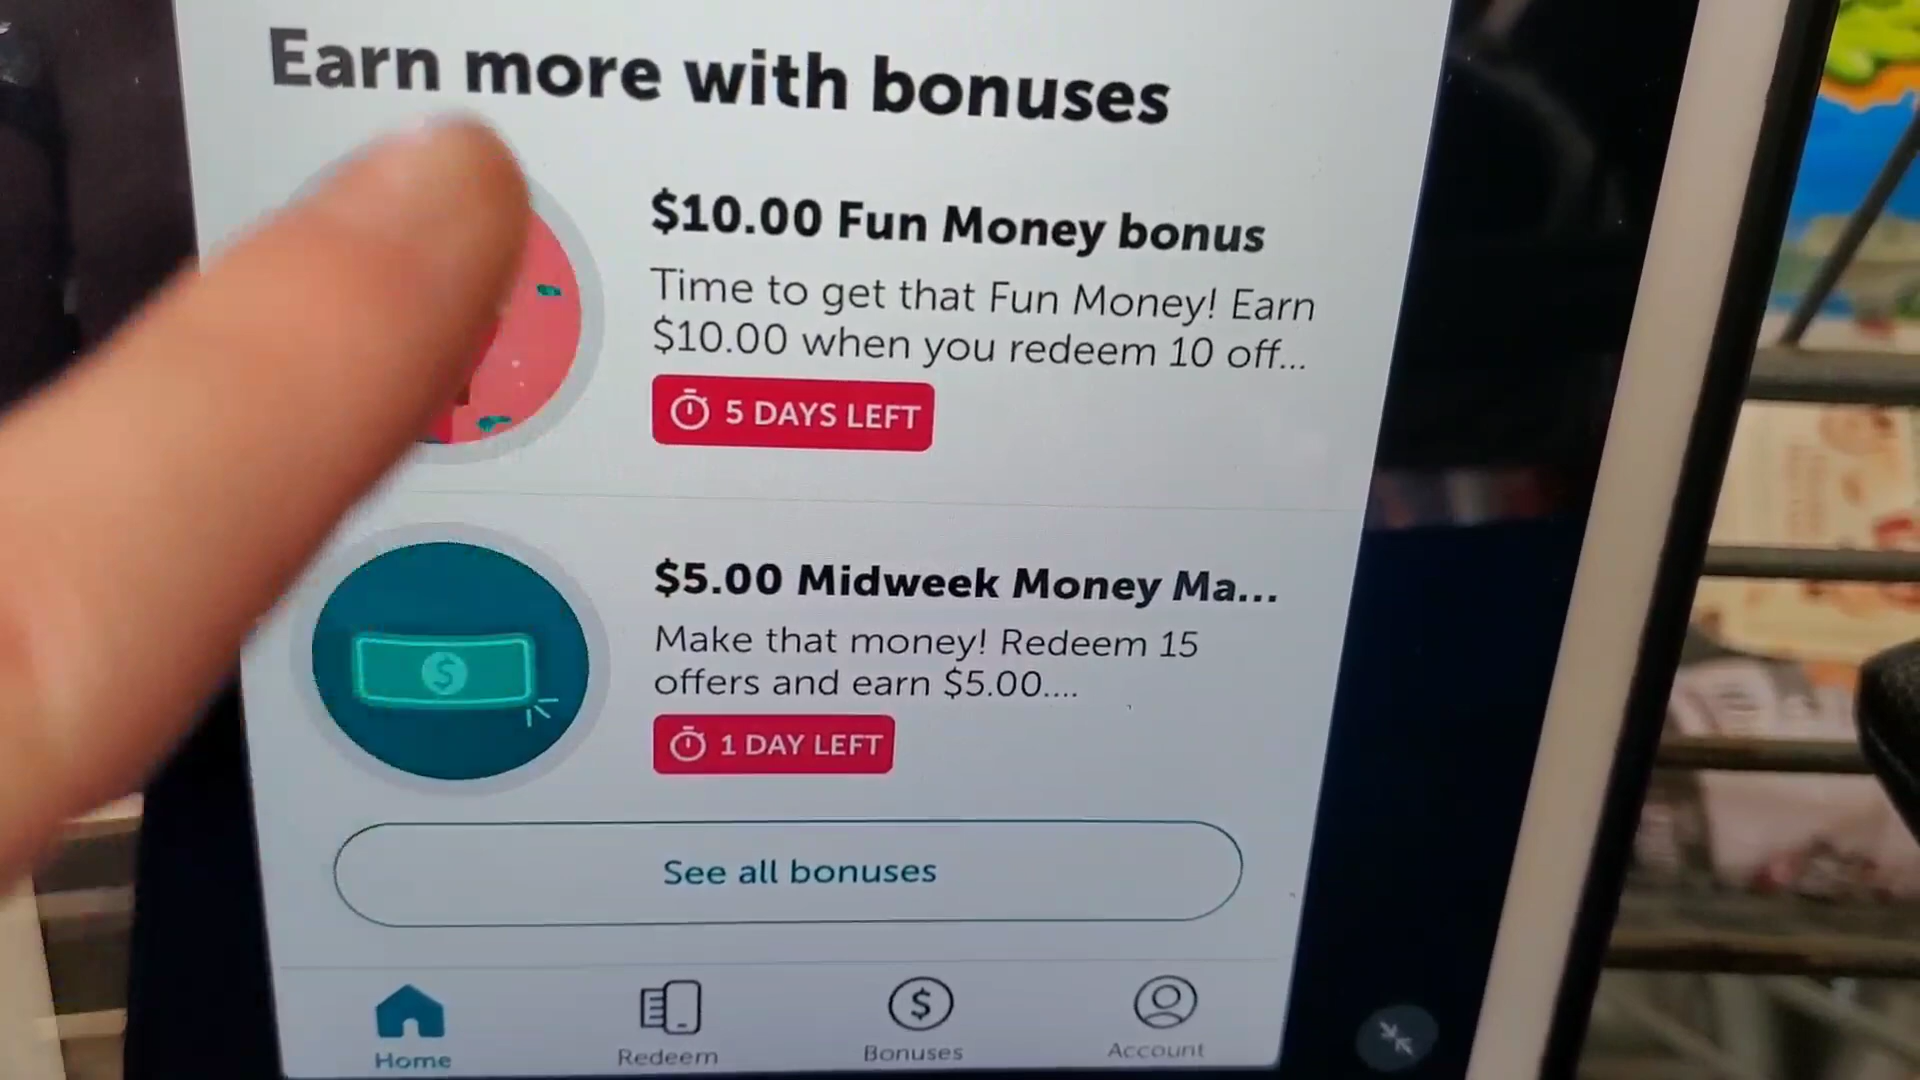 Earn more with bonuses
$10.00 Fun Money bonus
Time to get that Fun Money! Earn
$10.00 when you redeem 10 off...
5 DAYS LEFT
$5.00 Midweek Money Ma...
Make that money! Redeem 15
offers and earn $5.00....
1 DAY LEFT
See all bonuses
Home
Redeem
Bonuses
Account